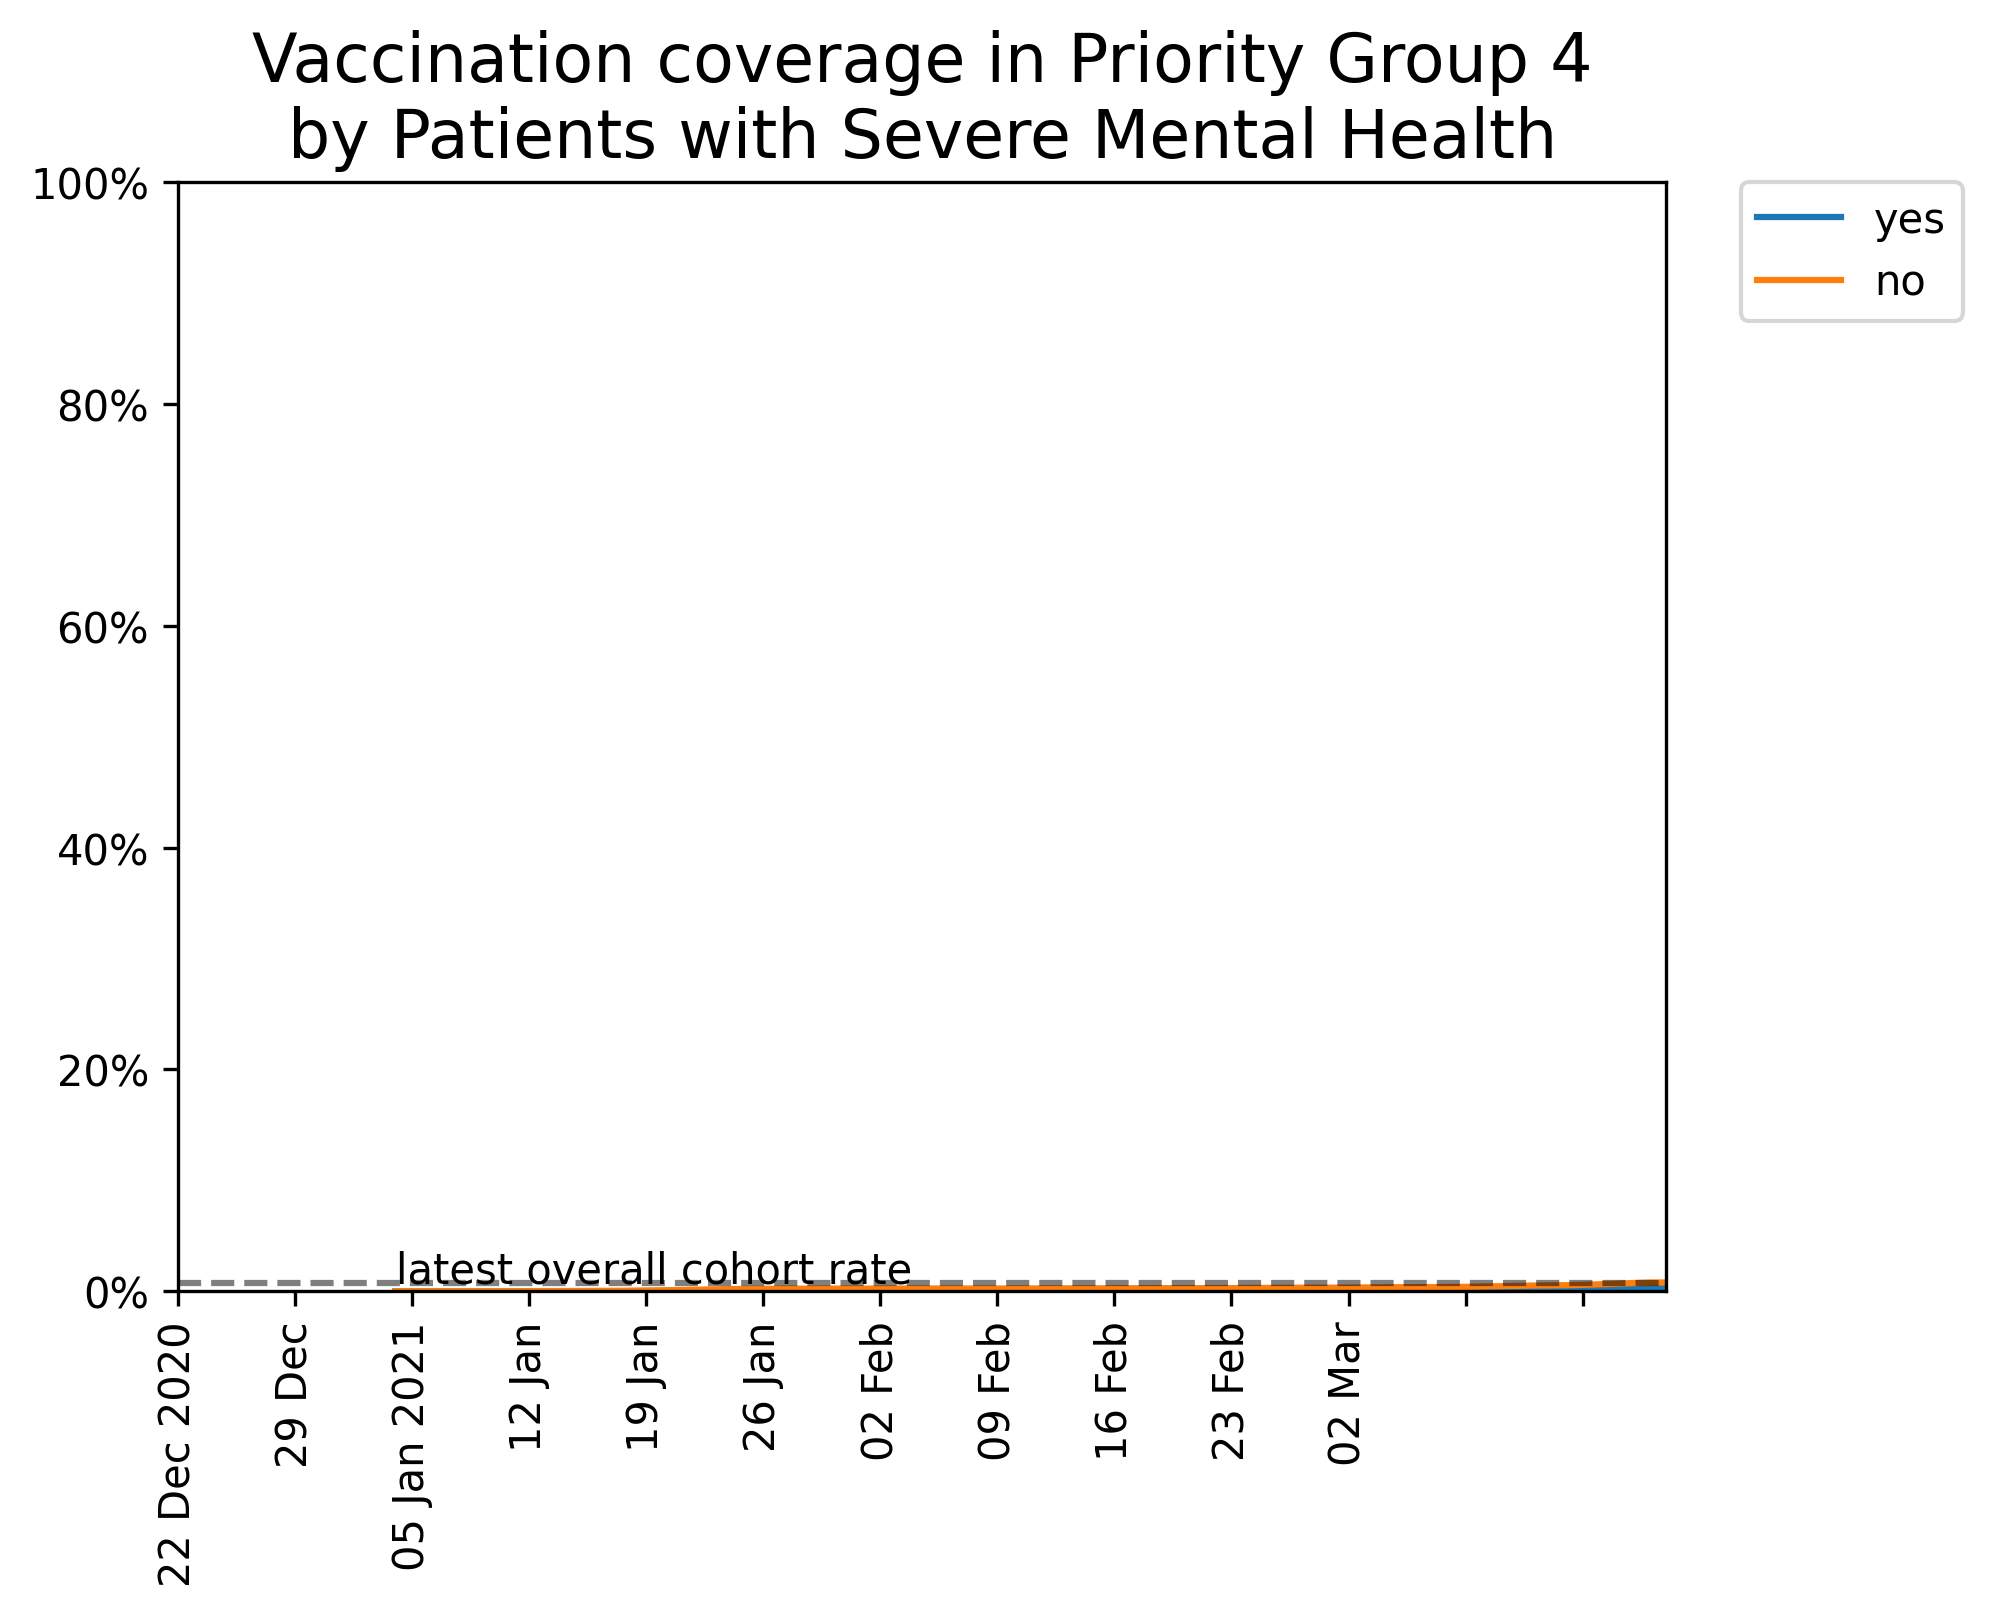 Vaccination coverage in Priority Group 4
by Patients with Severe Mental Health
100%
80%
60%
40%
20%
0%
latest overall cohort rate
22 Dec 2020
29 Dec
05 Jan 2021
12 Jan
19 Jan
26 Jan
02 Feb
09 Feb
16 Feb
23 Feb
02 Mar
yes
no